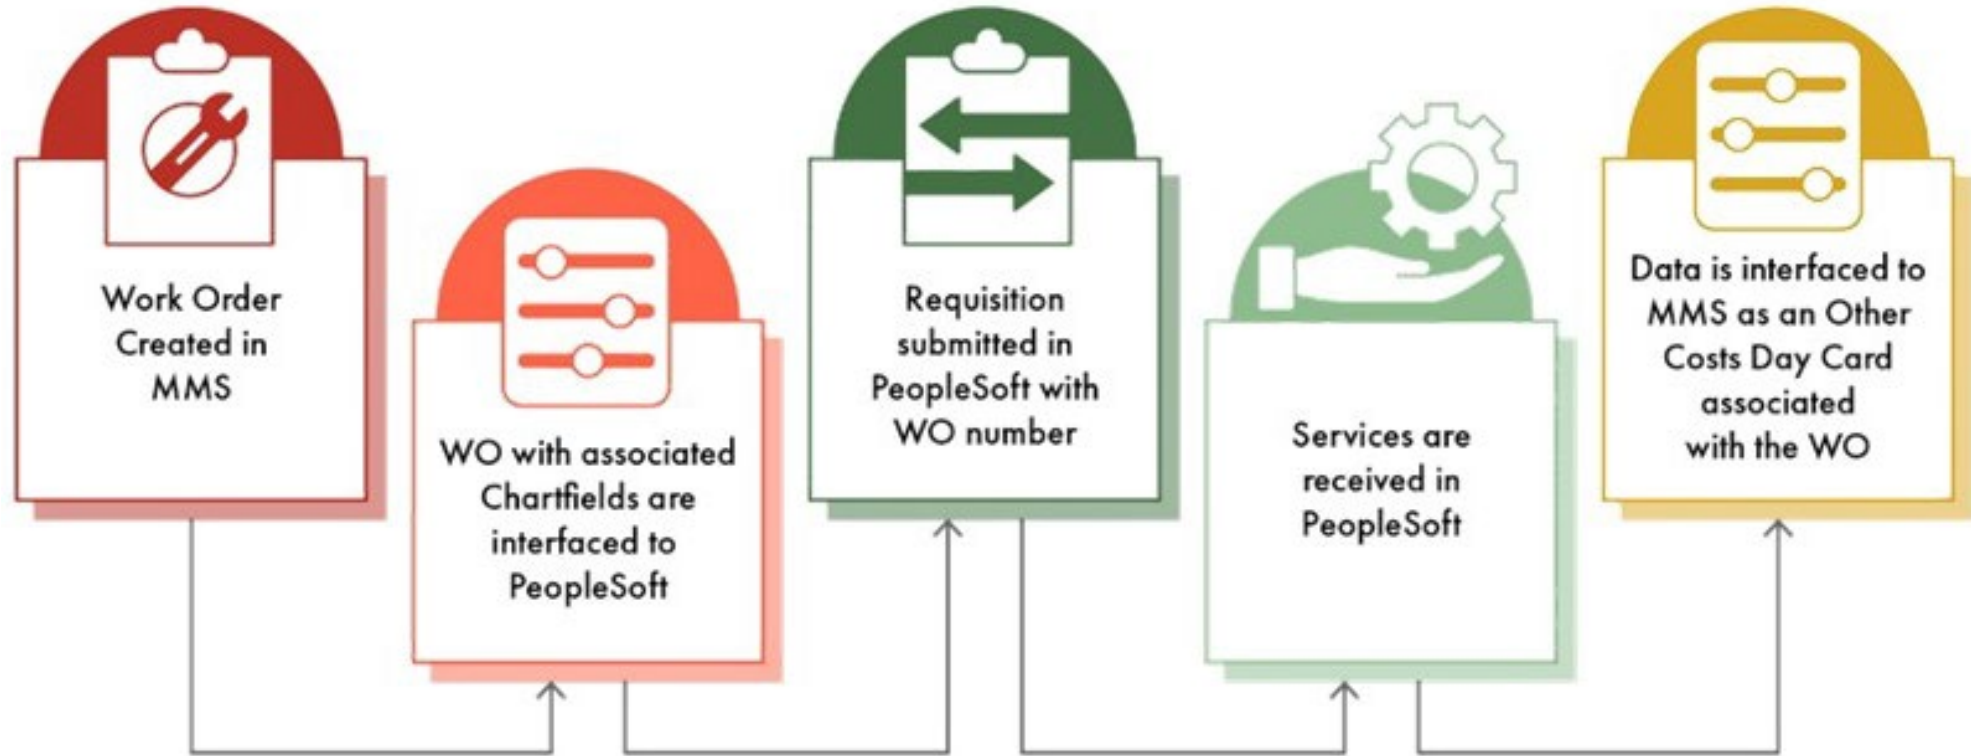 Work Order
Created in
MMS
WO with associated
Chartfields are
interfaced to
PeopleSoft
Requisition
submitted in
PeopleSoft with
WO number
Services are
received in
PeopleSoft
Data is interfaced to
MMS as an Other
Costs Day Card
associated
with the WO